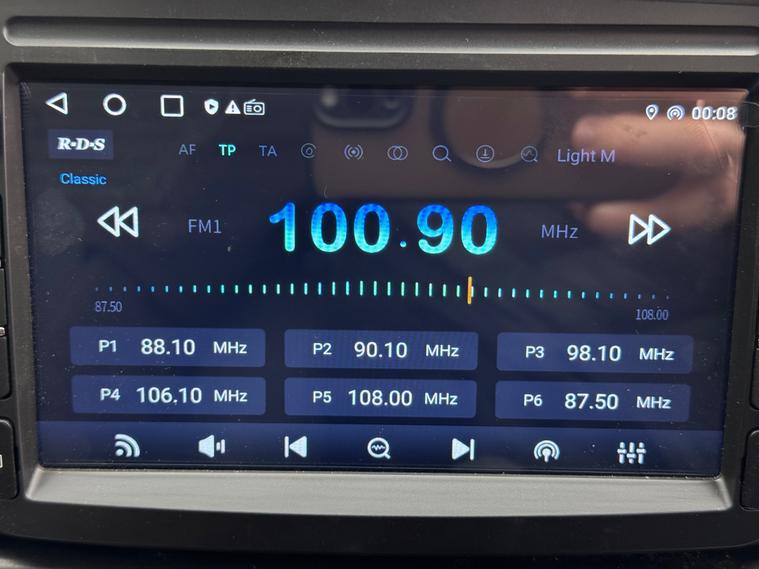 00:08
R·D·S AF TP TA Light M
Classic
FM1 100.90 MHz
87.50 108.00
P1 88.10 MHz P2 90.10 MHz P3 98.10 MHz
P4 106.10 MHz P5 108.00 MHz P6 87.50 MHz